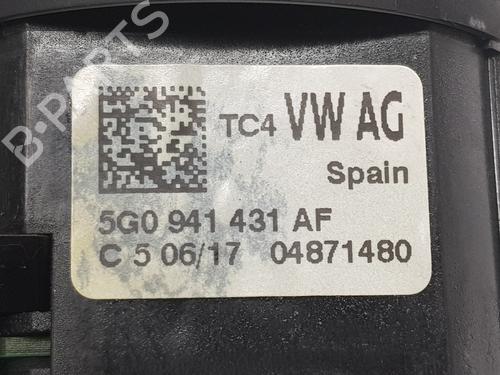 B-PARTS
TC4 VW AG
Spain
5G0 941 431 AF
C 5 06/17 04871480